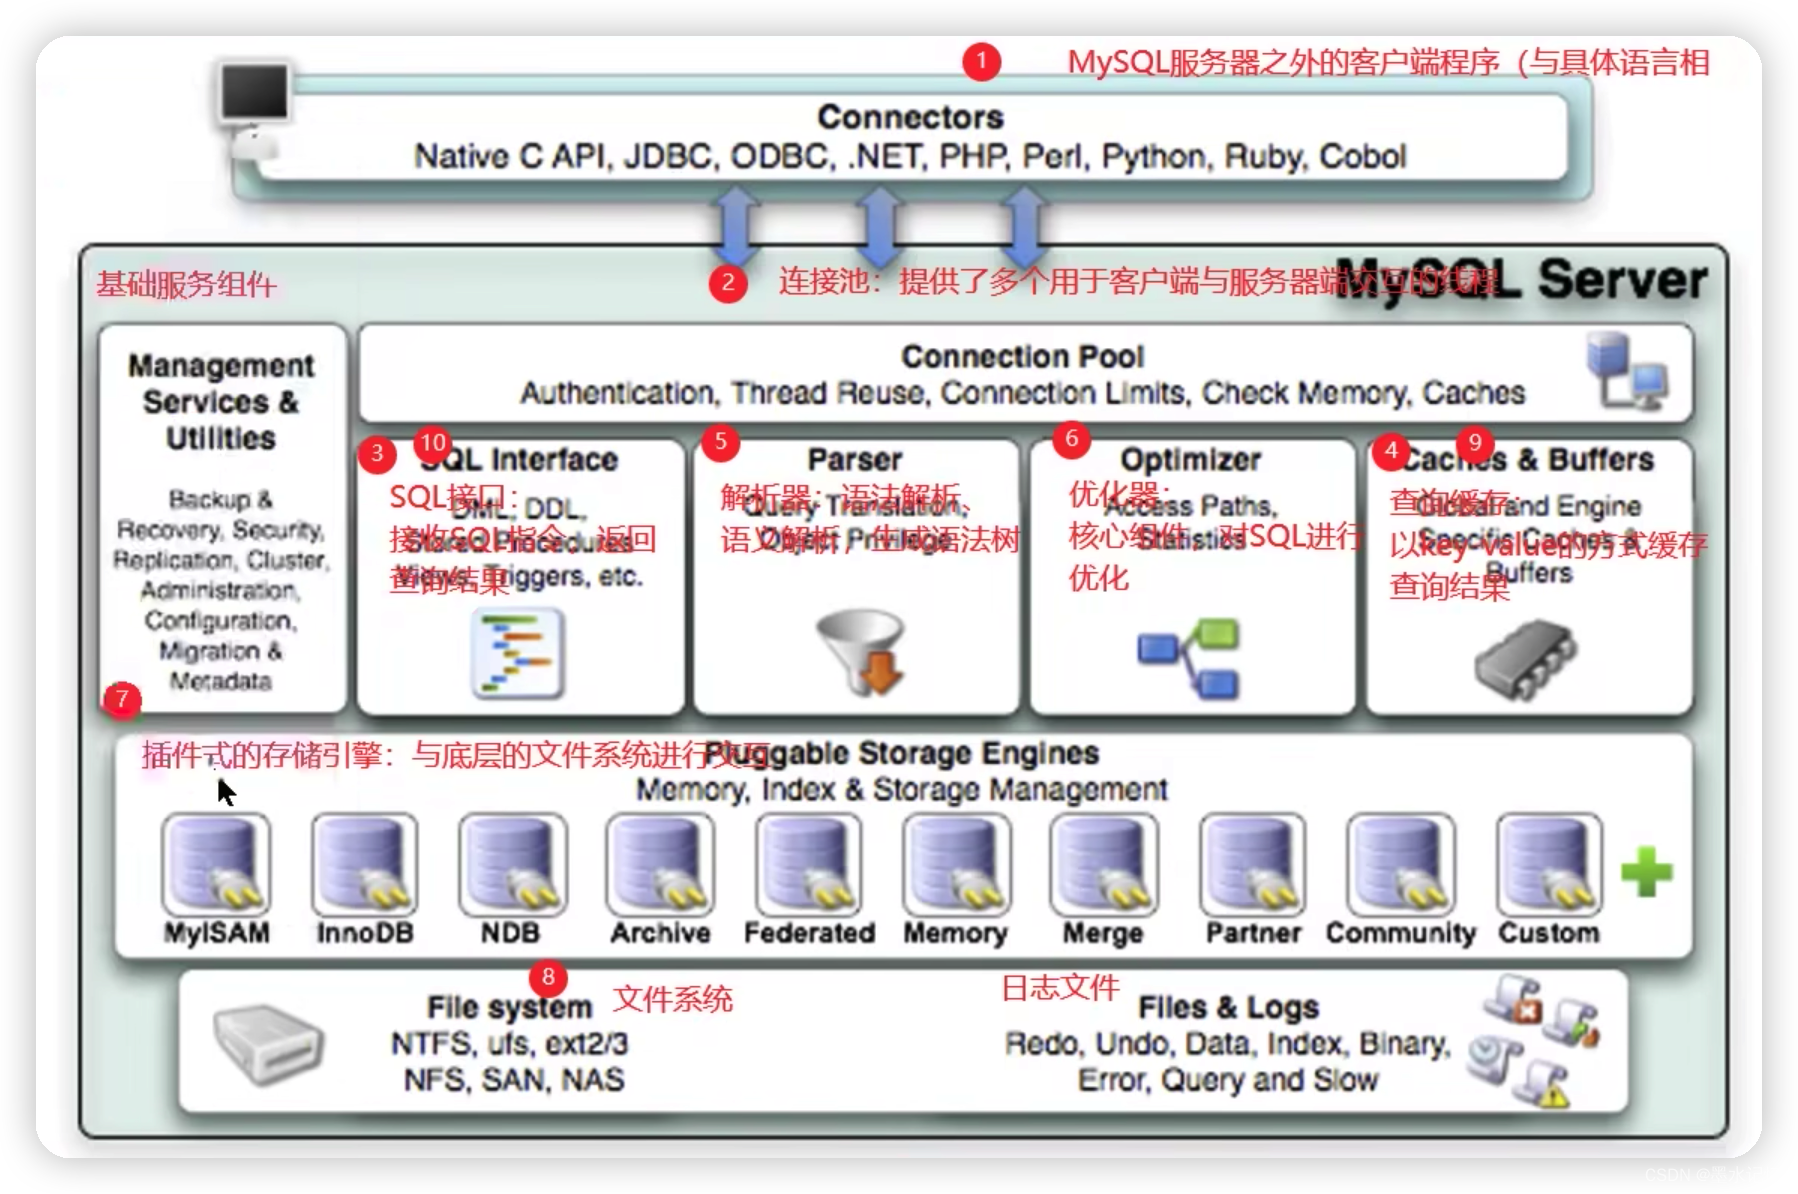 1 MySQL服务器之外的客户端程序（与具体语言相
Connectors
Native C API, JDBC, ODBC, .NET, PHP, Perl, Python, Ruby, Cobol
基础服务组件
2 连接池：提供了多个用于客户端与服务器端交互的线程
MySQL Server
Management
Services &
Utilities
Backup &
Recovery, Security,
Replication, Cluster,
Administration,
Configuration,
Migration &
Metadata
Connection Pool
Authentication, Thread Reuse, Connection Limits, Check Memory, Caches
3 10
SQL Interface
DML, DDL,
Stored Procedures
Views, Triggers, etc.
SQL接口：
接收SQL指令，返回
查询结果
5
Parser
Query Translation,
Object Privilege
解析器：语法解析、
语义解析，生成语法树
6
Optimizer
Access Paths,
Statistics
优化器：
核心组件，对SQL进行
优化
4 9
Caches & Buffers
Global and Engine
Specific Caches &
Buffers
查询缓存：
以key-value的方式缓存
查询结果
7
插件式的存储引擎：与底层的文件系统进行交互
Pluggable Storage Engines
Memory, Index & Storage Management
MyISAM InnoDB NDB Archive Federated Memory Merge Partner Community Custom
8
File system
文件系统
NTFS, ufs, ext2/3
NFS, SAN, NAS
日志文件
Files & Logs
Redo, Undo, Data, Index, Binary,
Error, Query and Slow